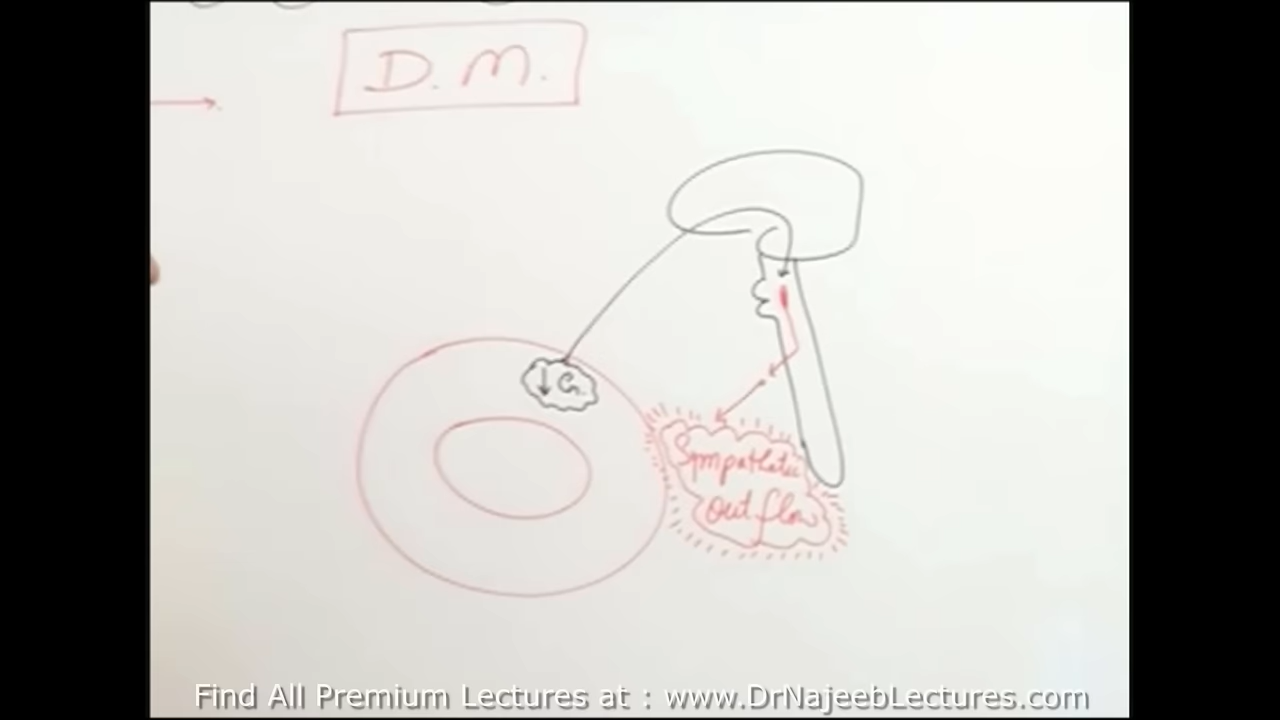 D.M.
↓ G.
Sympathetic
out flow
Find All Premium Lectures at : www.DrNajeebLectures.com